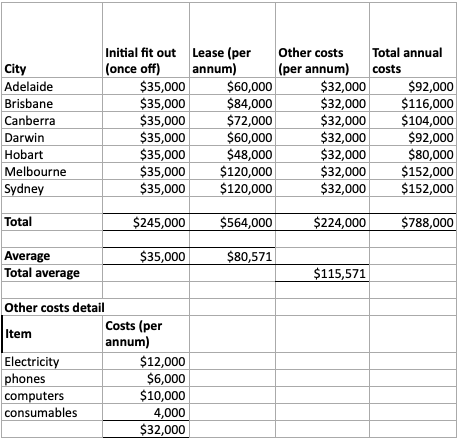 City Initial fit out (once off) Lease (per annum) Other costs (per annum) Total annual costs
Adelaide $35,000 $60,000 $32,000 $92,000
Brisbane $35,000 $84,000 $32,000 $116,000
Canberra $35,000 $72,000 $32,000 $104,000
Darwin $35,000 $60,000 $32,000 $92,000
Hobart $35,000 $48,000 $32,000 $80,000
Melbourne $35,000 $120,000 $32,000 $152,000
Sydney $35,000 $120,000 $32,000 $152,000
Total $245,000 $564,000 $224,000 $788,000
Average $35,000 $80,571
Total average $115,571
Other costs detail
Item Costs (per annum)
Electricity $12,000
phones $6,000
computers $10,000
consumables 4,000
$32,000